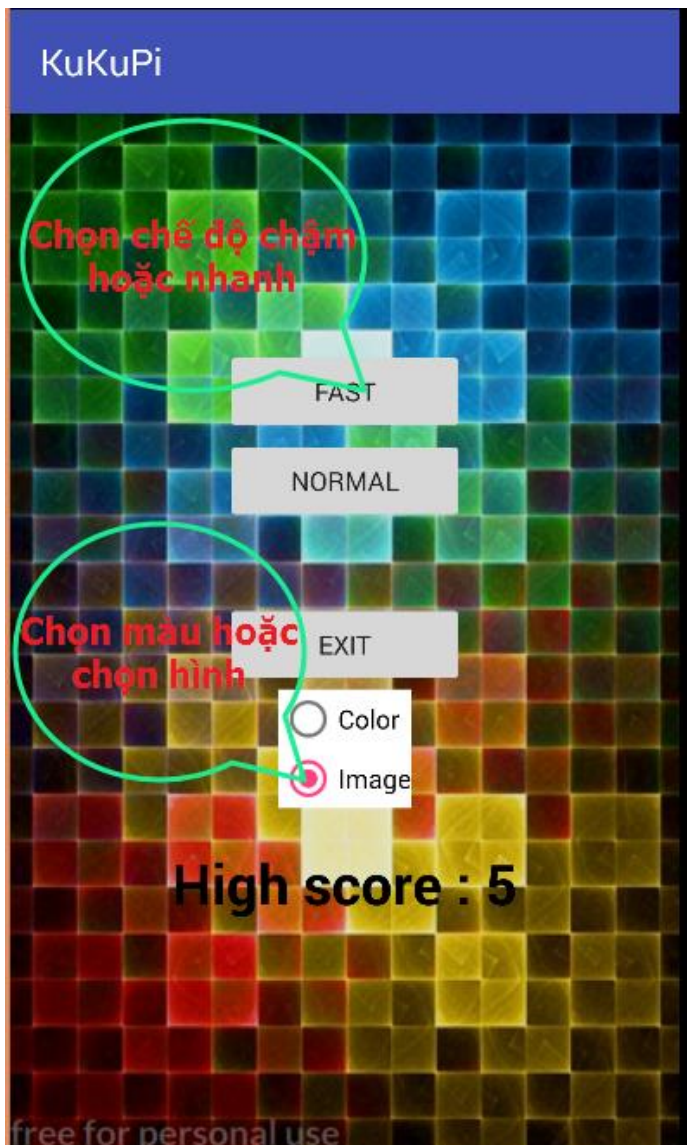 KuKuPi
Chọn chế độ chậm
hoặc nhanh
FAST
NORMAL
Chọn màu hoặc
chọn hình
EXIT
Color
Image
High score : 5
free for personal use